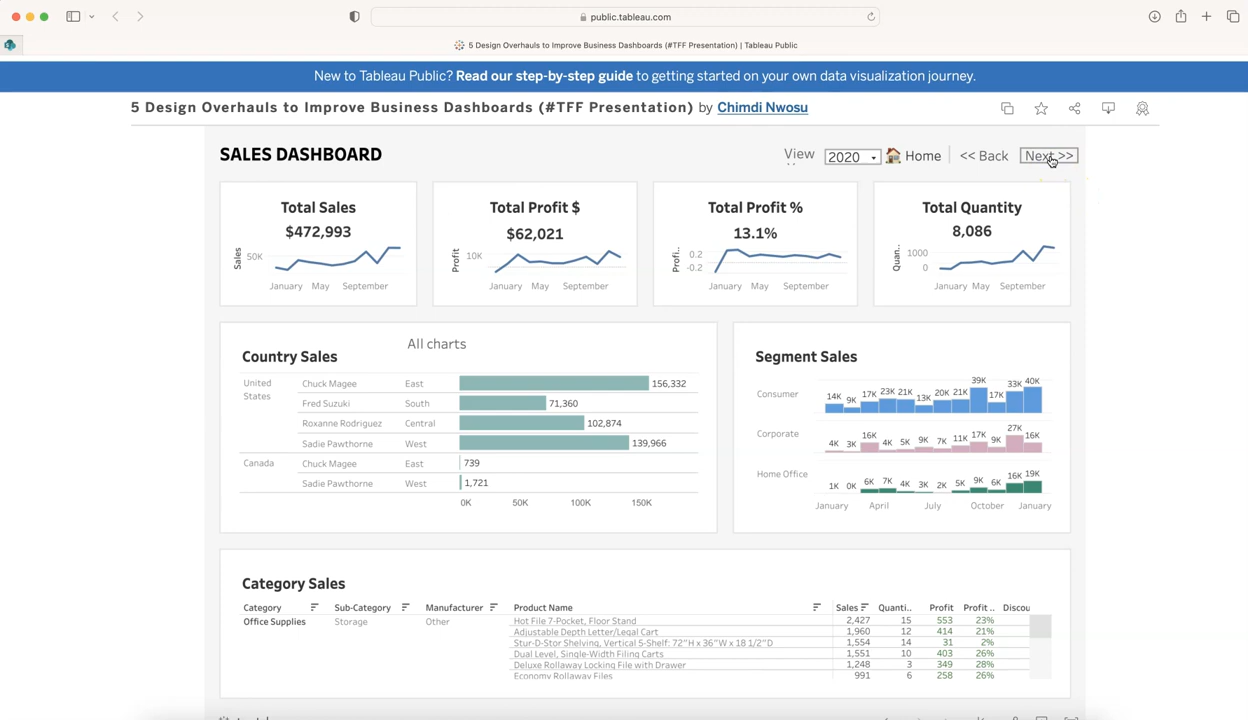 public.tableau.com
5 Design Overhauls to Improve Business Dashboards (#TFF Presentation) | Tableau Public
New to Tableau Public? Read our step-by-step guide to getting started on your own data visualization journey.
5 Design Overhauls to Improve Business Dashboards (#TFF Presentation) by Chimdi Nwosu
SALES DASHBOARD
View 2020 Home << Back Next >>
Total Sales
$472,993
Sales
50K
January May September
Total Profit $
$62,021
Profit
10K
January May September
Total Profit %
13.1%
Profi..
0.2
-0.2
January May September
Total Quantity
8,086
Quan..
1000
0
January May September
Country Sales
All charts
United States
Chuck Magee East 156,332
Fred Suzuki South 71,360
Roxanne Rodriguez Central 102,874
Sadie Pawthorne West 139,966
Canada Chuck Magee East 739
Sadie Pawthorne West 1,721
0K 50K 100K 150K
Segment Sales
Consumer 14K 9K 17K 23K 21K 13K 20K 21K 39K 17K 33K 40K
Corporate 4K 3K 16K 4K 5K 9K 7K 11K 17K 9K 27K 16K
Home Office 1K 0K 6K 7K 4K 3K 2K 5K 9K 6K 16K 19K
January April July October January
Category Sales
Category Sub-Category Manufacturer Product Name Sales Quanti.. Profit Profit .. Discou
Office Supplies Storage Other Hot File 7-Pocket, Floor Stand 2,427 15 553 23%
Adjustable Depth Letter/Legal Cart 1,960 12 414 21%
Stur-D-Stor Shelving, Vertical 5-Shelf: 72"H x 36"W x 18 1/2"D 1,554 14 31 2%
Dual Level, Single-Width Filing Carts 1,551 10 403 26%
Deluxe Rollaway Locking File with Drawer 1,248 3 349 28%
Economy Rollaway Files 991 6 258 26%